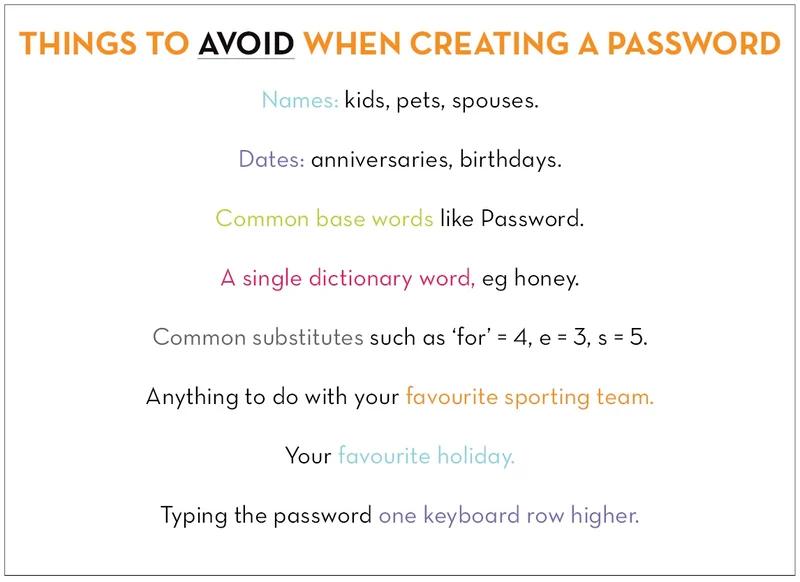 THINGS TO AVOID WHEN CREATING A PASSWORD
Names: kids, pets, spouses.
Dates: anniversaries, birthdays.
Common base words like Password.
A single dictionary word, eg honey.
Common substitutes such as ‘for’ = 4, e = 3, s = 5.
Anything to do with your favourite sporting team.
Your favourite holiday.
Typing the password one keyboard row higher.